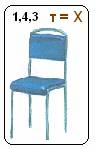 1,4,3 т = X